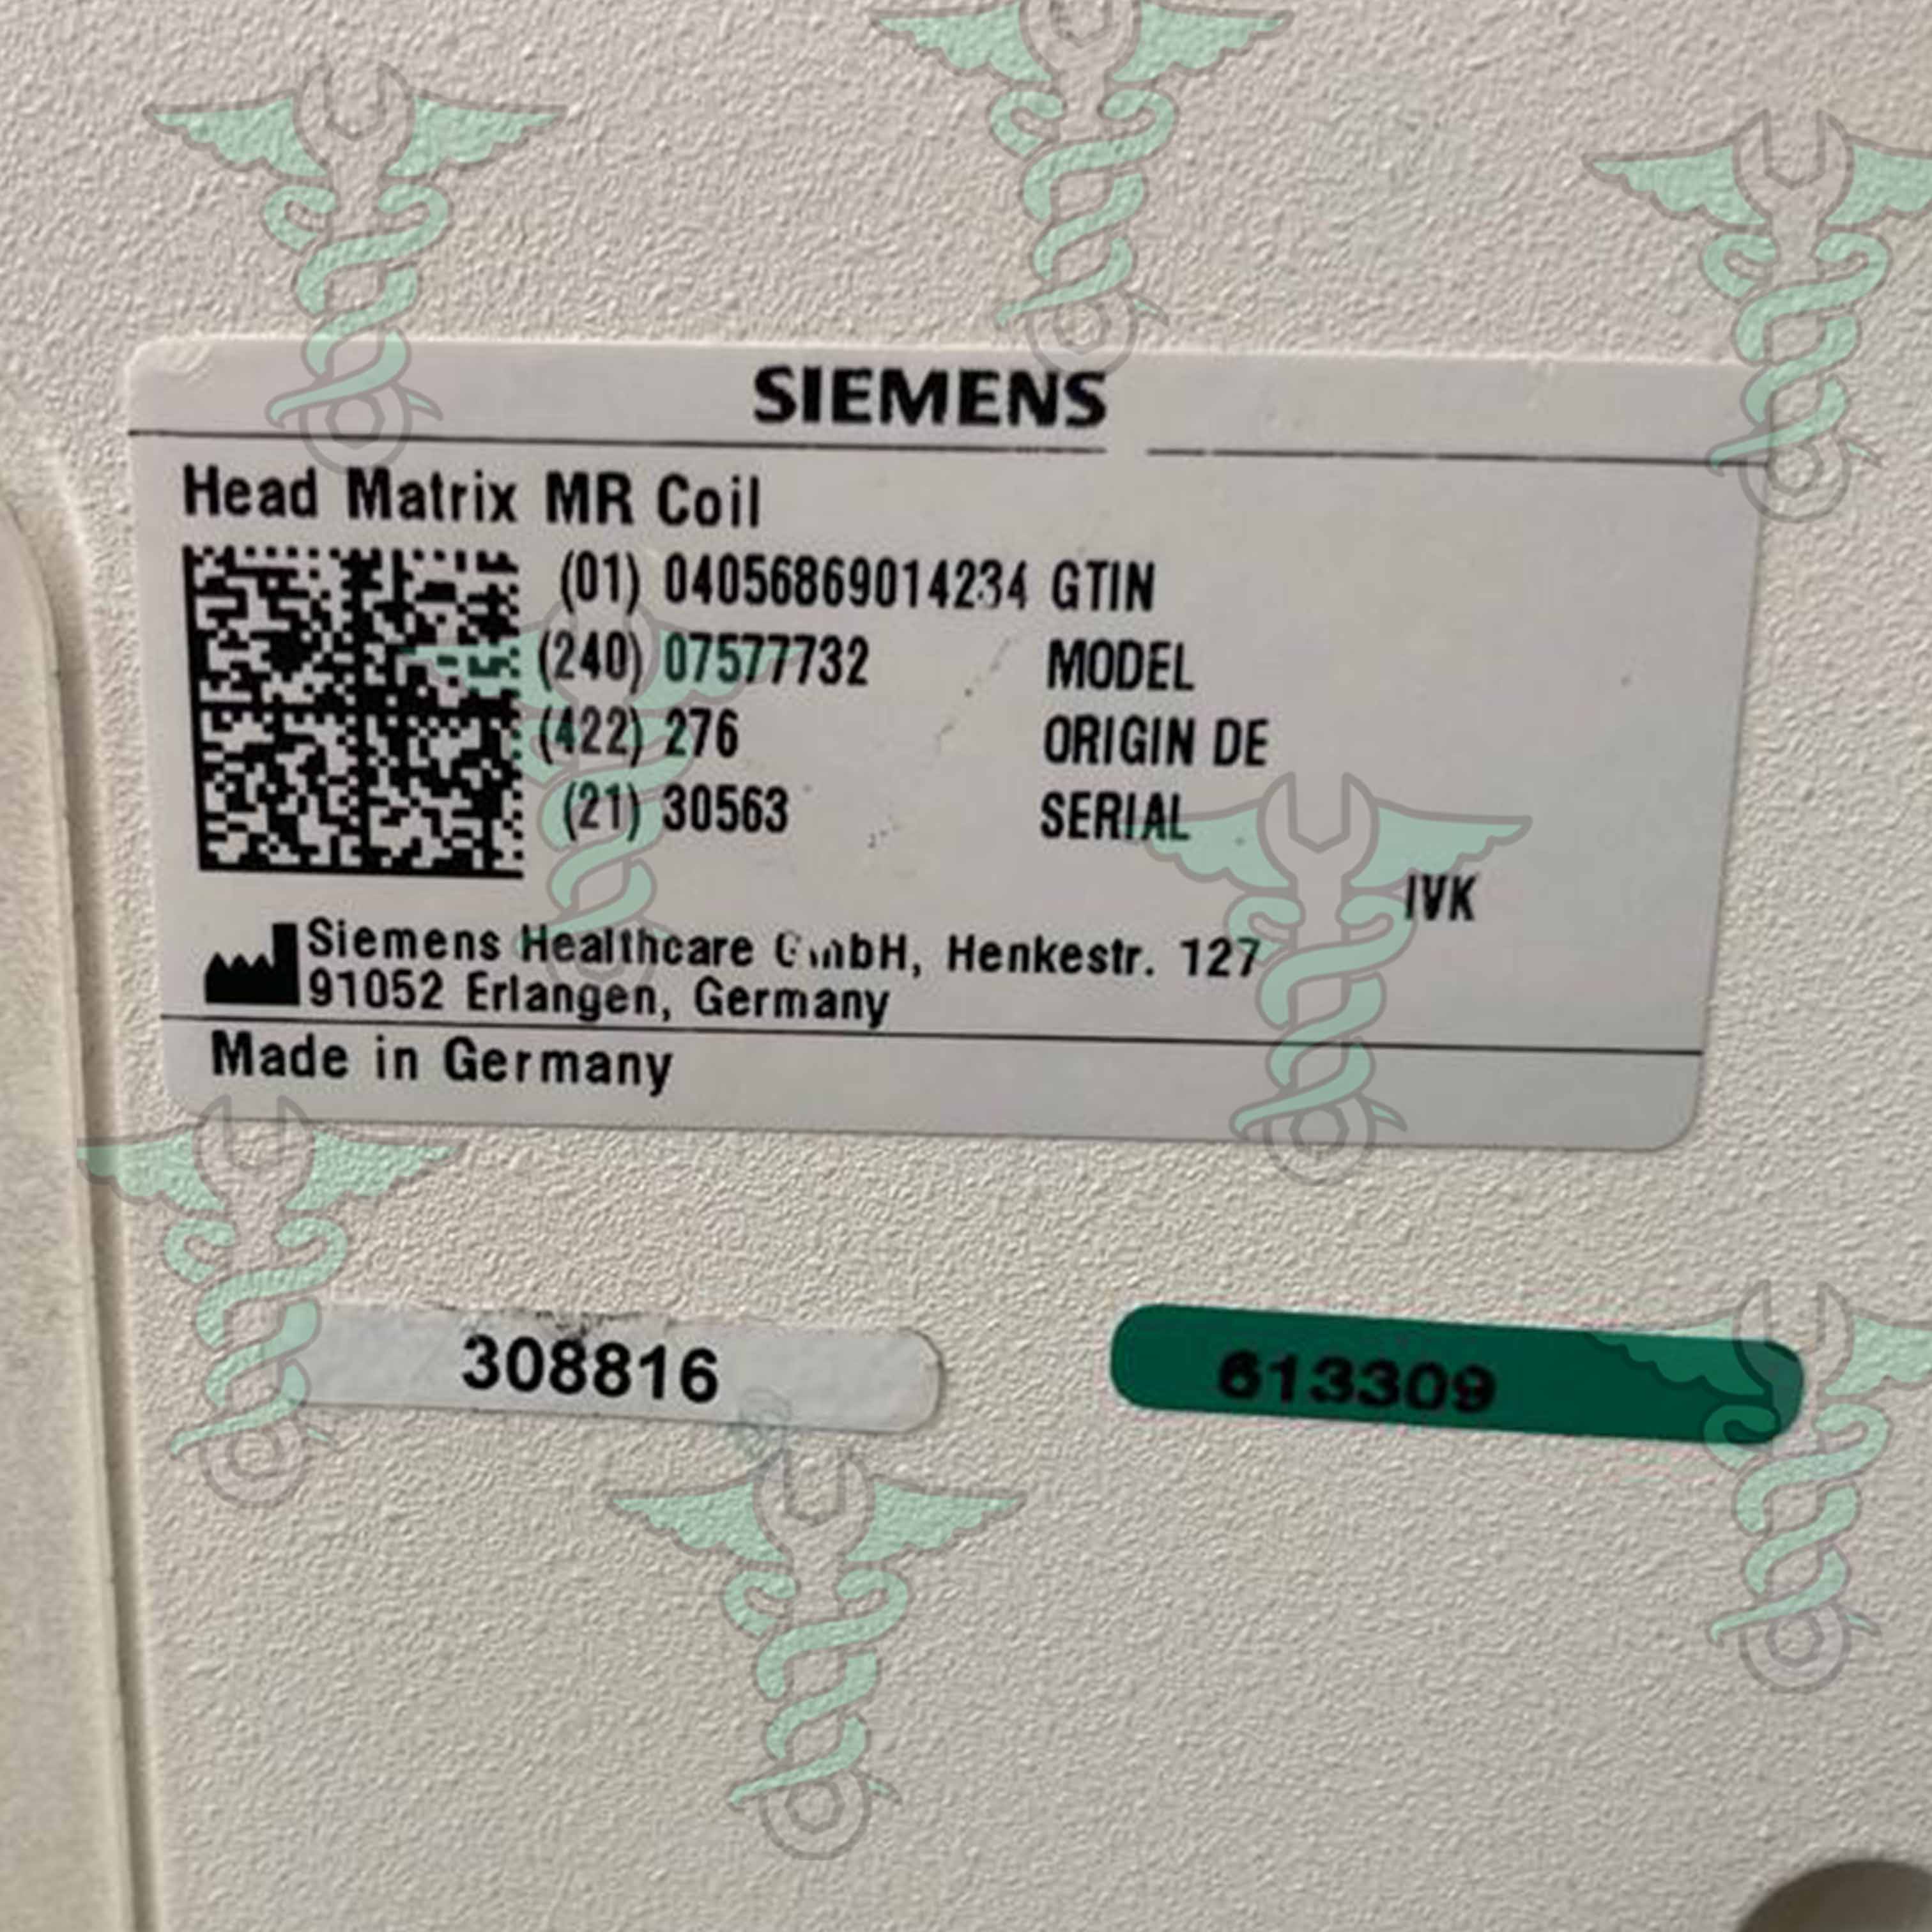 SIEMENS
Head Matrix MR Coil
(01) 04056869014234 GTIN
(240) 07577732 MODEL
(422) 276 ORIGIN DE
(21) 30563 SERIAL
IVK
Siemens Healthcare GmbH, Henkestr. 127
91052 Erlangen, Germany
Made in Germany
308816 613309